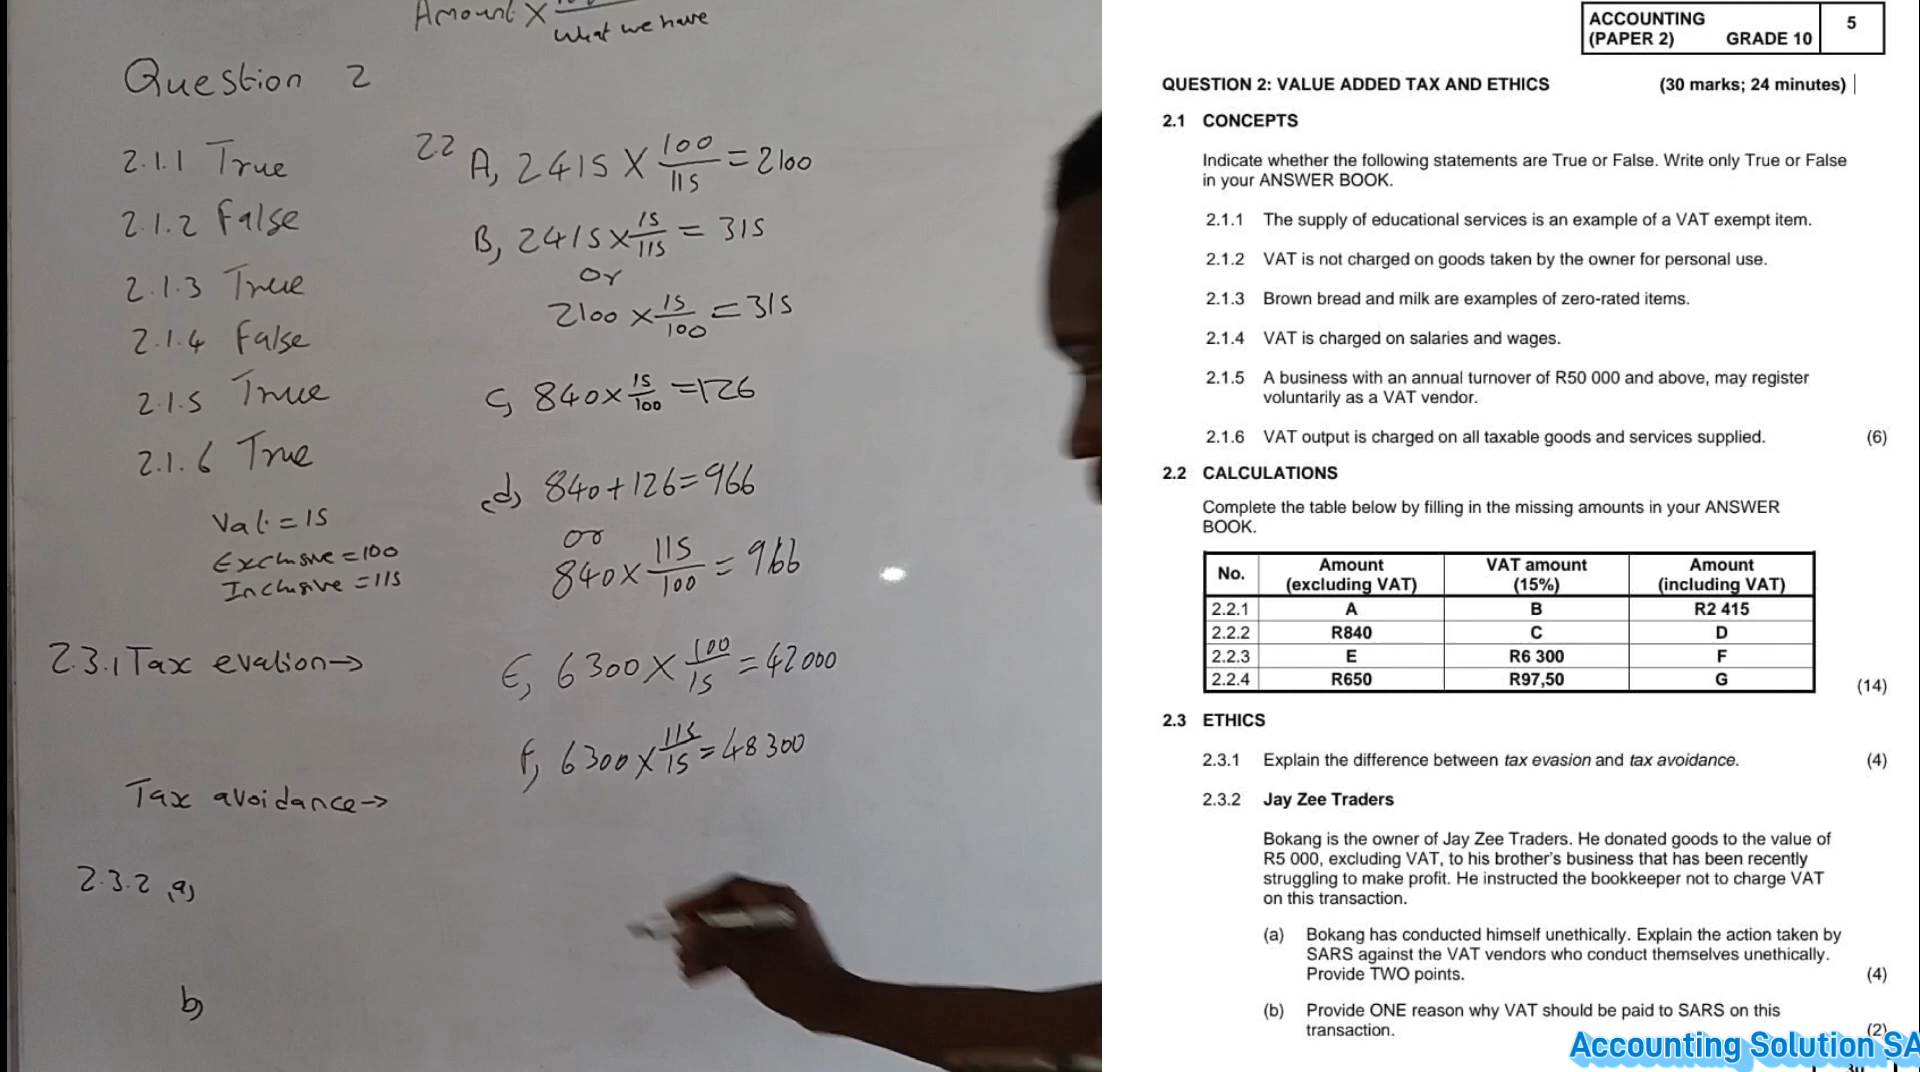 Amount X
What we have
Question 2
2.1.1 True
2.1.2 False
2.1.3 True
2.1.4 False
2.1.5 True
2.1.6 True
Vat = 15
Exclusive = 100
Inclusive = 115
2.3.1 Tax evation →
Tax avoidance →
2.3.2 a)
b)
2.2 A, 2415 X 100/115 = 2100
B, 2415 X 15/115 = 315
or
2100 X 15/100 = 315
C, 840 X 15/100 = 126
d, 840 + 126 = 966
or
840 X 115/100 = 966
E, 6300 X 100/15 = 42000
F, 6300 X 115/15 = 48300
ACCOUNTING
(PAPER 2) GRADE 10
5
QUESTION 2: VALUE ADDED TAX AND ETHICS (30 marks; 24 minutes)
2.1 CONCEPTS
Indicate whether the following statements are True or False. Write only True or False
in your ANSWER BOOK.
2.1.1 The supply of educational services is an example of a VAT exempt item.
2.1.2 VAT is not charged on goods taken by the owner for personal use.
2.1.3 Brown bread and milk are examples of zero-rated items.
2.1.4 VAT is charged on salaries and wages.
2.1.5 A business with an annual turnover of R50 000 and above, may register
voluntarily as a VAT vendor.
2.1.6 VAT output is charged on all taxable goods and services supplied. (6)
2.2 CALCULATIONS
Complete the table below by filling in the missing amounts in your ANSWER
BOOK.
No. Amount (excluding VAT) VAT amount (15%) Amount (including VAT)
2.2.1 A B R2 415
2.2.2 R840 C D
2.2.3 E R6 300 F
2.2.4 R650 R97,50 G
(14)
2.3 ETHICS
2.3.1 Explain the difference between tax evasion and tax avoidance. (4)
2.3.2 Jay Zee Traders
Bokang is the owner of Jay Zee Traders. He donated goods to the value of
R5 000, excluding VAT, to his brother's business that has been recently
struggling to make profit. He instructed the bookkeeper not to charge VAT
on this transaction.
(a) Bokang has conducted himself unethically. Explain the action taken by
SARS against the VAT vendors who conduct themselves unethically.
Provide TWO points. (4)
(b) Provide ONE reason why VAT should be paid to SARS on this
transaction. (2)
Accounting Solution SA